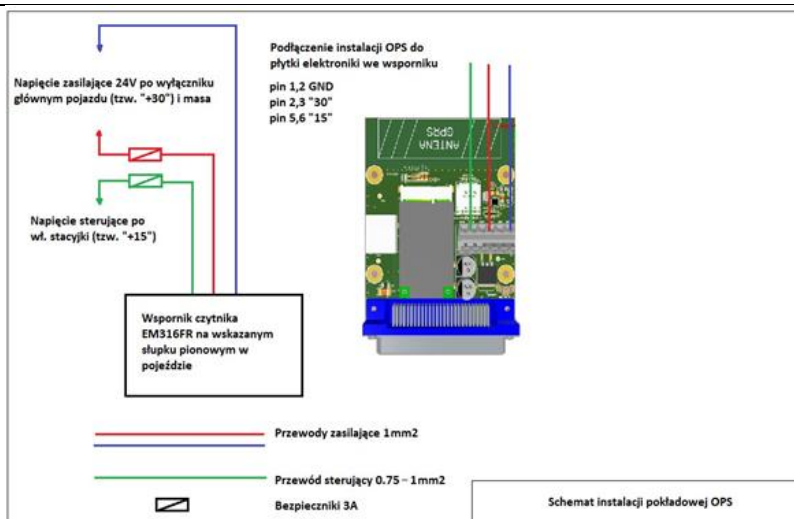 Napięcie zasilające 24V po wyłączniku
głównym pojazdu (tzw. "+30") i masa
Napięcie sterujące po
wł. stacyjki (tzw. "+15")
Wspornik czytnika
EM316FR na wskazanym
słupku pionowym w
pojeździe
Podłączenie instalacji OPS do
płytki elektroniki we wsporniku
pin 1,2 GND
pin 2,3 "30"
pin 5,6 "15"
ANTENA
GPRS
Przewody zasilające 1mm2
Przewód sterujący 0.75 – 1mm2
Bezpieczniki 3A
Schemat instalacji pokładowej OPS